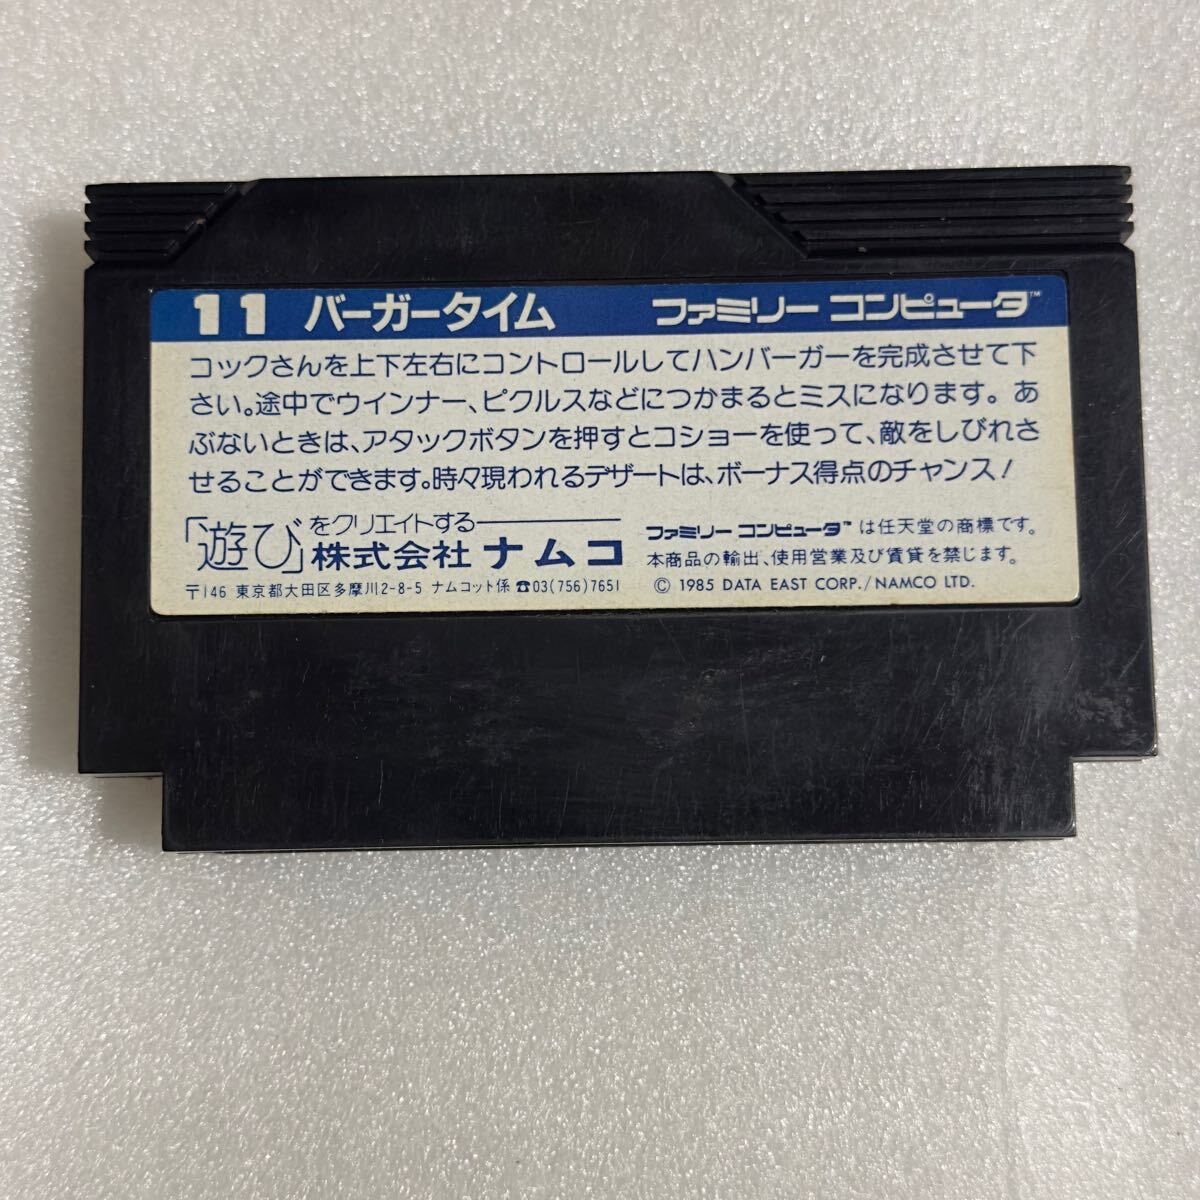 11 バーガータイム ファミリー コンピュータ™
コックさんを上下左右にコントロールしてハンバーガーを完成させて下
さい。途中でウインナー、ピクルスなどにつかまるとミスになります。あ
ぶないときは、アタックボタンを押すとコショーを使って、敵をしびれさ
せることができます。時々現われるデザートは、ボーナス得点のチャンス!
「遊び」をクリエイトする
株式会社 ナムコ
〒146 東京都大田区多摩川2-8-5 ナムコット係 ☎03(756)7651
ファミリー コンピュータ™ は任天堂の商標です。
本商品の輸出、使用営業及び賃貸を禁じます。
© 1985 DATA EAST CORP./NAMCO LTD.